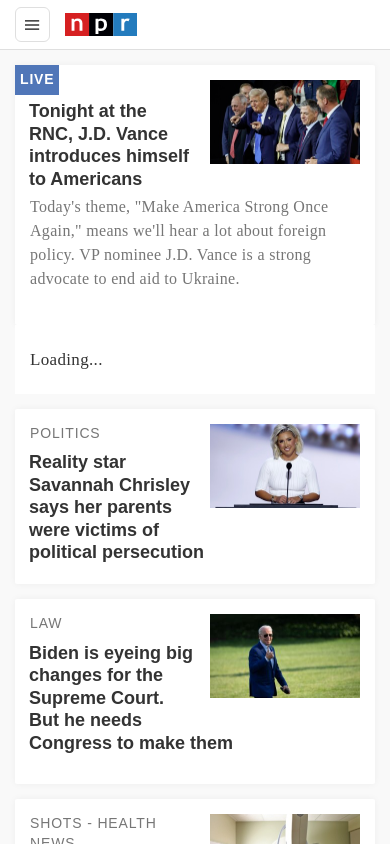 npr
LIVE
Tonight at the
RNC, J.D. Vance
introduces himself
to Americans
Today's theme, "Make America Strong Once
Again," means we'll hear a lot about foreign
policy. VP nominee J.D. Vance is a strong
advocate to end aid to Ukraine.
Loading...
POLITICS
Reality star
Savannah Chrisley
says her parents
were victims of
political persecution
LAW
Biden is eyeing big
changes for the
Supreme Court.
But he needs
Congress to make them
SHOTS - HEALTH
NEWS